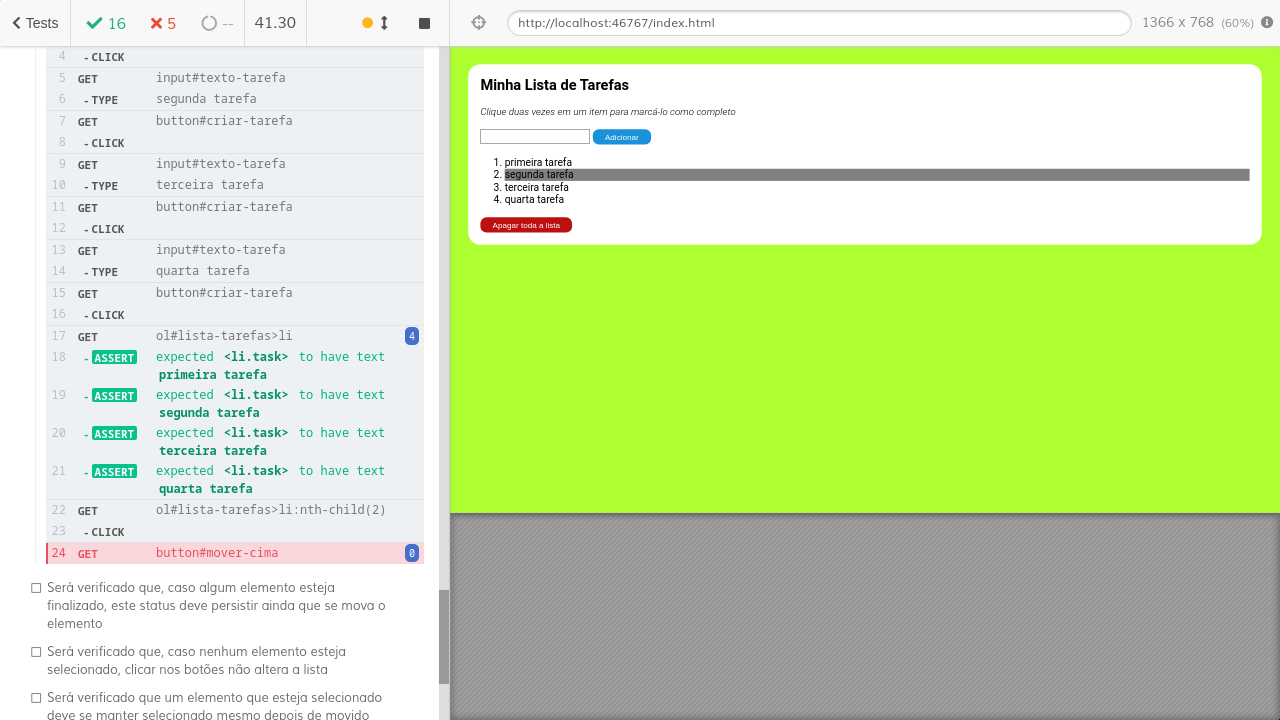 Tests
16
5
--
41.30
http://localhost:46767/index.html
1366 x 768 (60%)
4 - CLICK
5 GET input#texto-tarefa
6 - TYPE segunda tarefa
7 GET button#criar-tarefa
8 - CLICK
9 GET input#texto-tarefa
10 - TYPE terceira tarefa
11 GET button#criar-tarefa
12 - CLICK
13 GET input#texto-tarefa
14 - TYPE quarta tarefa
15 GET button#criar-tarefa
16 - CLICK
17 GET ol#lista-tarefas>li 4
18 - ASSERT expected <li.task> to have text
primeira tarefa
19 - ASSERT expected <li.task> to have text
segunda tarefa
20 - ASSERT expected <li.task> to have text
terceira tarefa
21 - ASSERT expected <li.task> to have text
quarta tarefa
22 GET ol#lista-tarefas>li:nth-child(2)
23 - CLICK
24 GET button#mover-cima 0
Será verificado que, caso algum elemento esteja
finalizado, este status deve persistir ainda que se mova o
elemento
Será verificado que, caso nenhum elemento esteja
selecionado, clicar nos botões não altera a lista
Será verificado que um elemento que esteja selecionado
deve se manter selecionado mesmo depois de movido
Minha Lista de Tarefas
Clique duas vezes em um item para marcá-lo como completo
Adicionar
1. primeira tarefa
2. segunda tarefa
3. terceira tarefa
4. quarta tarefa
Apagar toda a lista